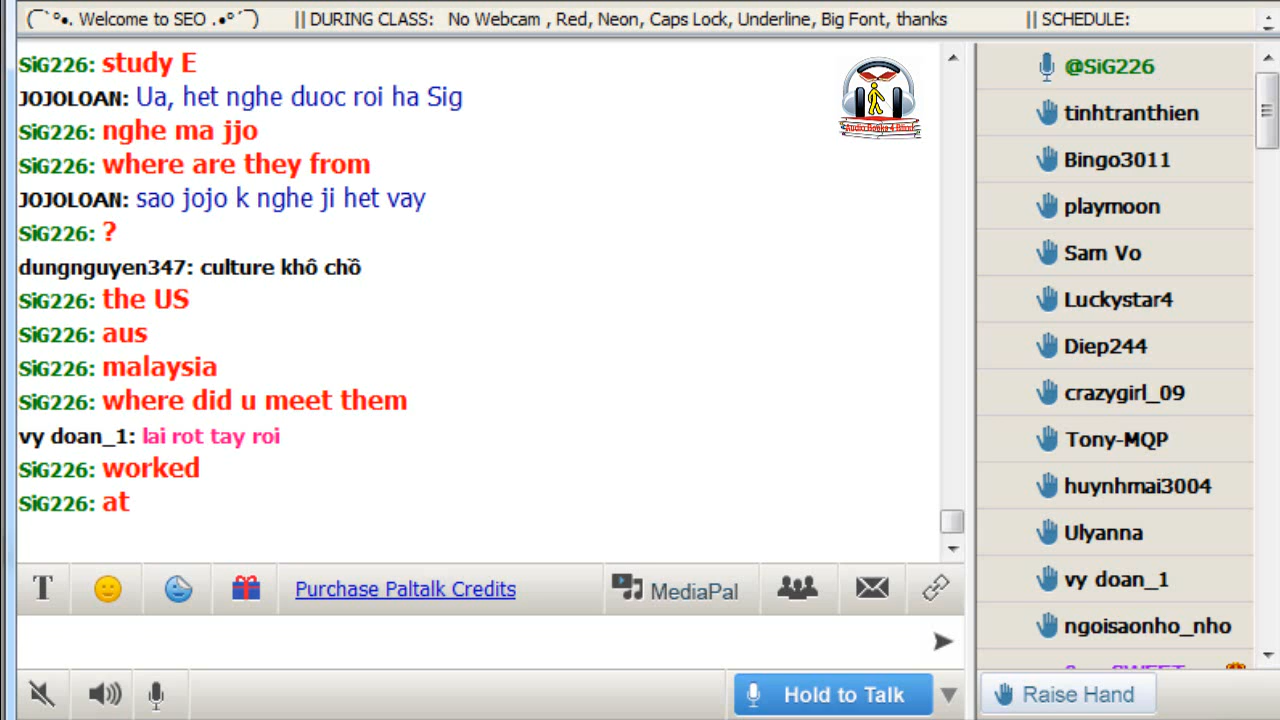 (¯`°•. Welcome to SEO .•°´¯) || DURING CLASS: No Webcam , Red, Neon, Caps Lock, Underline, Big Font, thanks || SCHEDULE:
SiG226: study E
JOJOLOAN: Ua, het nghe duoc roi ha Sig
SiG226: nghe ma jjo
SiG226: where are they from
JOJOLOAN: sao jojo k nghe ji het vay
SiG226: ?
dungnguyen347: culture khô chồ
SiG226: the US
SiG226: aus
SiG226: malaysia
SiG226: where did u meet them
vy doan_1: lai rot tay roi
SiG226: worked
SiG226: at
T
Purchase Paltalk Credits
MediaPal
Hold to Talk
@SiG226
tinhtranthien
Bingo3011
playmoon
Sam Vo
Luckystar4
Diep244
crazygirl_09
Tony-MQP
huynhmai3004
Ulyanna
vy doan_1
ngoisaonho_nho
Raise Hand